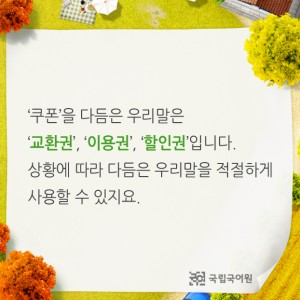 ‘쿠폰’을 다듬은 우리말은
‘교환권’, ‘이용권’, ‘할인권’입니다.
상황에 따라 다듬은 우리말을 적절하게
사용할 수 있지요.
국립국어원